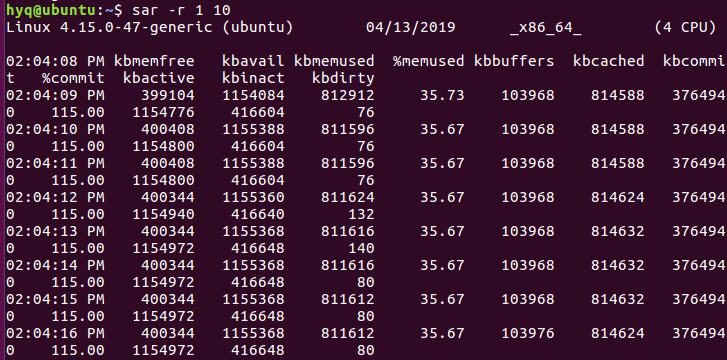 hyq@ubuntu:~$ sar -r 1 10
Linux 4.15.0-47-generic (ubuntu) 04/13/2019 _x86_64_ (4 CPU)
02:04:08 PM kbmemfree kbavail kbmemused %memused kbbuffers kbcached kbcommi
t %commit kbactive kbinact kbdirty
02:04:09 PM 399104 1154084 812912 35.73 103968 814588 376494
0 115.00 1154776 416604 76
02:04:10 PM 400408 1155388 811596 35.67 103968 814588 376494
0 115.00 1154800 416604 76
02:04:11 PM 400408 1155388 811596 35.67 103968 814588 376494
0 115.00 1154800 416604 76
02:04:12 PM 400344 1155360 811624 35.67 103968 814624 376494
0 115.00 1154940 416640 132
02:04:13 PM 400344 1155368 811616 35.67 103968 814632 376494
0 115.00 1154972 416648 140
02:04:14 PM 400344 1155368 811616 35.67 103968 814632 376494
0 115.00 1154972 416648 80
02:04:15 PM 400344 1155368 811612 35.67 103968 814632 376494
0 115.00 1154972 416648 80
02:04:16 PM 400344 1155368 811612 35.67 103976 814624 376494
0 115.00 1154972 416648 80